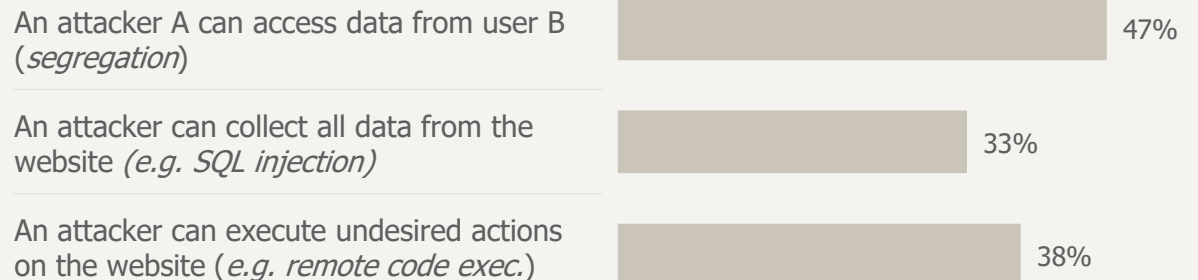 An attacker A can access data from user B
(segregation)
47%
An attacker can collect all data from the
website (e.g. SQL injection)
33%
An attacker can execute undesired actions
on the website (e.g. remote code exec.)
38%